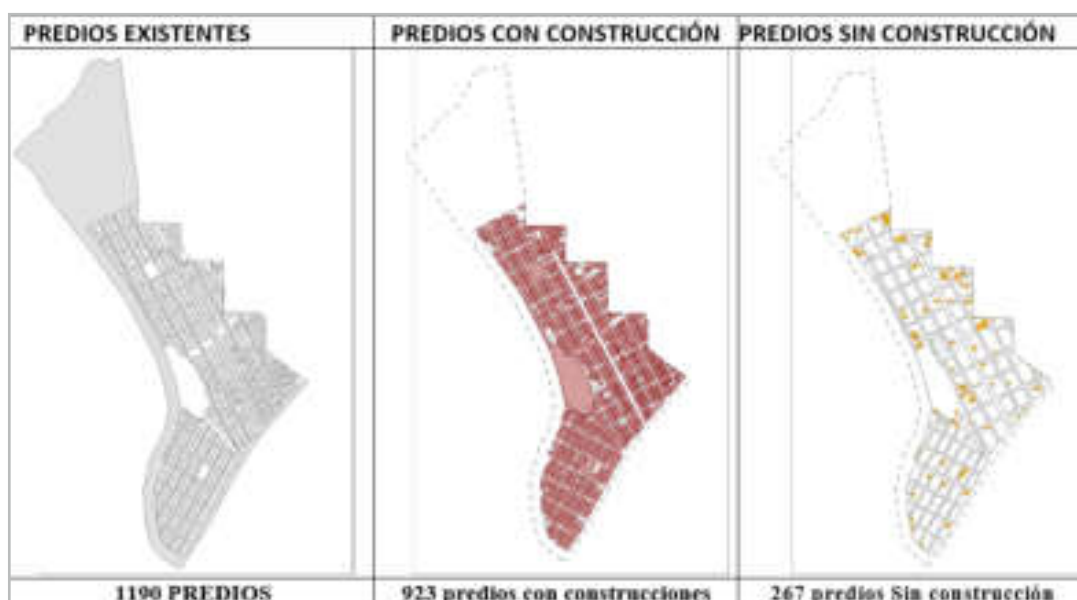 PREDIOS EXISTENTES
PREDIOS CON CONSTRUCCIÓN
PREDIOS SIN CONSTRUCCIÓN
1190 PREDIOS
923 predios con construcciones
267 predios Sin construcción